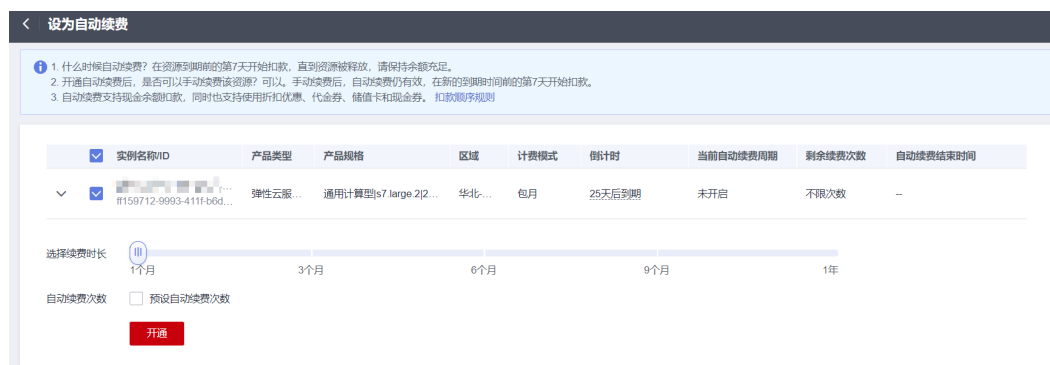 设为自动续费
1. 什么时候自动续费？在资源到期前的第7天开始扣款，直到资源被释放，请保持余额充足。
2. 开通自动续费后，是否可以手动续费该资源？可以。手动续费后，自动续费仍有效，在新的到期时间前的第7天开始扣款。
3. 自动续费支持现金余额扣款，同时也支持使用折扣优惠、代金券、储值卡和现金券。 扣款顺序规则
实例名称/ID 产品类型 产品规格 区域 计费模式 倒计时 当前自动续费周期 剩余续费次数 自动续费结束时间
ff159712-9993-411f-b6d... 弹性云服... 通用计算型|s7.large.2|2... 华北-... 包月 25天后到期 未开启 不限次数 --
选择续费时长
1个月 3个月 6个月 9个月 1年
自动续费次数 预设自动续费次数
开通